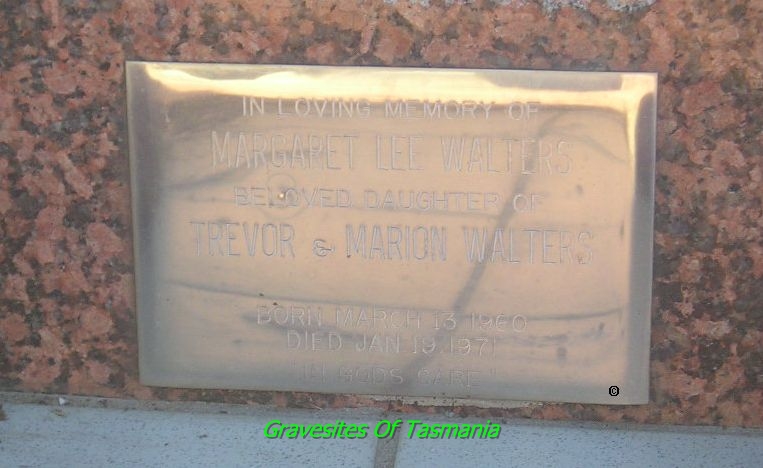 IN LOVING MEMORY OF
MARGARET LEE WALTERS
BELOVED DAUGHTER OF
TREVOR & MARION WALTERS
BORN MARCH 13 1960
DIED JAN 19 1971
"IN GODS CARE"
©
Gravesites Of Tasmania